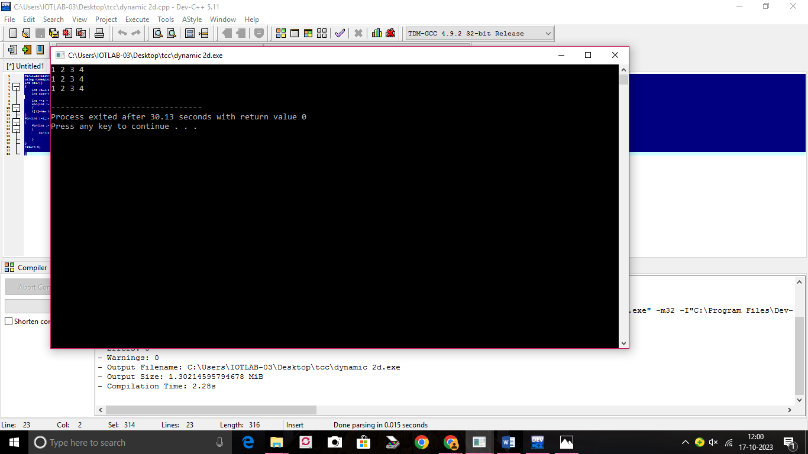 C:\Users\IOTLAB-03\Desktop\tcc\dynamic 2d.cpp - Dev-C++ 5.11
File Edit Search View Project Execute Tools AStyle Window Help
TDM-GCC 4.9.2 32-bit Release
[*] Untitled1
C:\Users\IOTLAB-03\Desktop\tcc\dynamic 2d.exe
1 2 3 4
1 2 3 4
1 2 3 4
--------------------------------
Process exited after 30.13 seconds with return value 0
Press any key to continue . . .
Compiler
Shorten con
.exe" -m32 -I"C:\Program Files\Dev-
- Warnings: 0
- Output Filename: C:\Users\IOTLAB-03\Desktop\tcc\dynamic 2d.exe
- Output Size: 1.30214595794678 MiB
- Compilation Time: 2.28s
Line: 23 Col: 2 Sel: 314 Lines: 23 Length: 316 Insert Done parsing in 0.015 seconds
Type here to search
12:00
17-10-2023